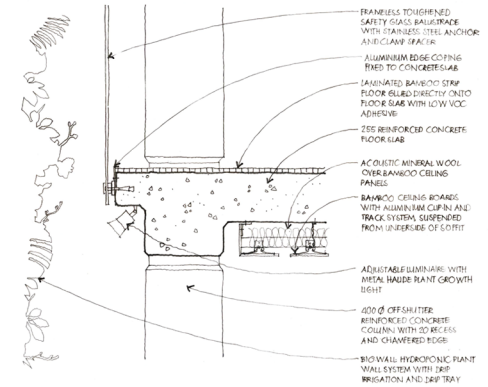 FRAMELESS TOUGHENED
SAFETY GLASS BALUSTRADE
WITH STAINLESS STEEL ANCHOR
AND CLAMP SPACER
ALUMINIUM EDGE COPING
FIXED TO CONCRETE SLAB
LAMINATED BAMBOO STRIP
FLOOR GLUED DIRECTLY ONTO
FLOOR SLAB WITH LOW VOC
ADHESIVE
255 REINFORCED CONCRETE
FLOOR SLAB
ACOUSTIC MINERAL WOOL
OVER BAMBOO CEILING
PANELS
BAMBOO CEILING BOARDS
WITH ALUMINIUM CLIP-IN AND
TRACK SYSTEM, SUSPENDED
FROM UNDERSIDE OF SOFFIT
ADJUSTABLE LUMINAIRE WITH
METAL HALIDE PLANT GROWTH
LIGHT
400 Ø OFF-SHUTTER
REINFORCED CONCRETE
COLUMN WITH 20 RECESS
AND CHAMFERED EDGE
BIO-WALL HYDROPONIC PLANT
WALL SYSTEM WITH DRIP
IRRIGATION AND DRIP TRAY